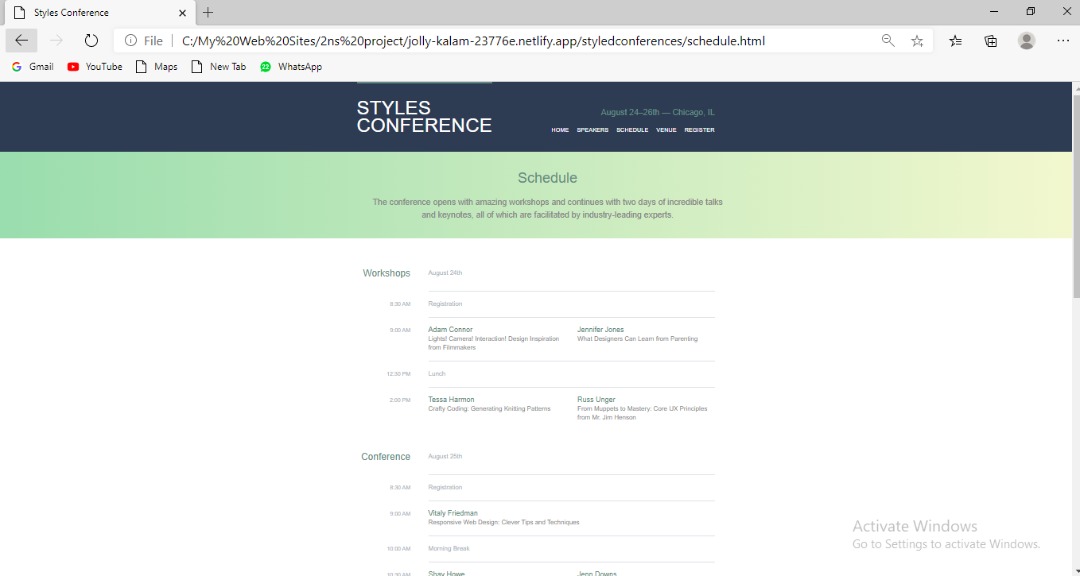 Styles Conference
File
C:/My%20Web%20Sites/2ns%20project/jolly-kalam-23776e.netlify.app/styledconferences/schedule.html
Gmail YouTube Maps New Tab WhatsApp
STYLES
CONFERENCE
August 24–26th — Chicago, IL
HOME SPEAKERS SCHEDULE VENUE REGISTER
Schedule
The conference opens with amazing workshops and continues with two days of incredible talks
and keynotes, all of which are facilitated by industry-leading experts.
Workshops August 24th
8:30 AM Registration
9:00 AM Adam Connor
Lights! Camera! Interaction! Design Inspiration
from Filmmakers
Jennifer Jones
What Designers Can Learn from Parenting
12:30 PM Lunch
2:00 PM Tessa Harmon
Crafty Coding: Generating Knitting Patterns
Russ Unger
From Muppets to Mastery: Core UX Principles
from Mr. Jim Henson
Conference August 25th
8:30 AM Registration
9:00 AM Vitaly Friedman
Responsive Web Design: Clever Tips and Techniques
10:00 AM Morning Break
10:30 AM Shay Howe Jenn Downs
Activate Windows
Go to Settings to activate Windows.